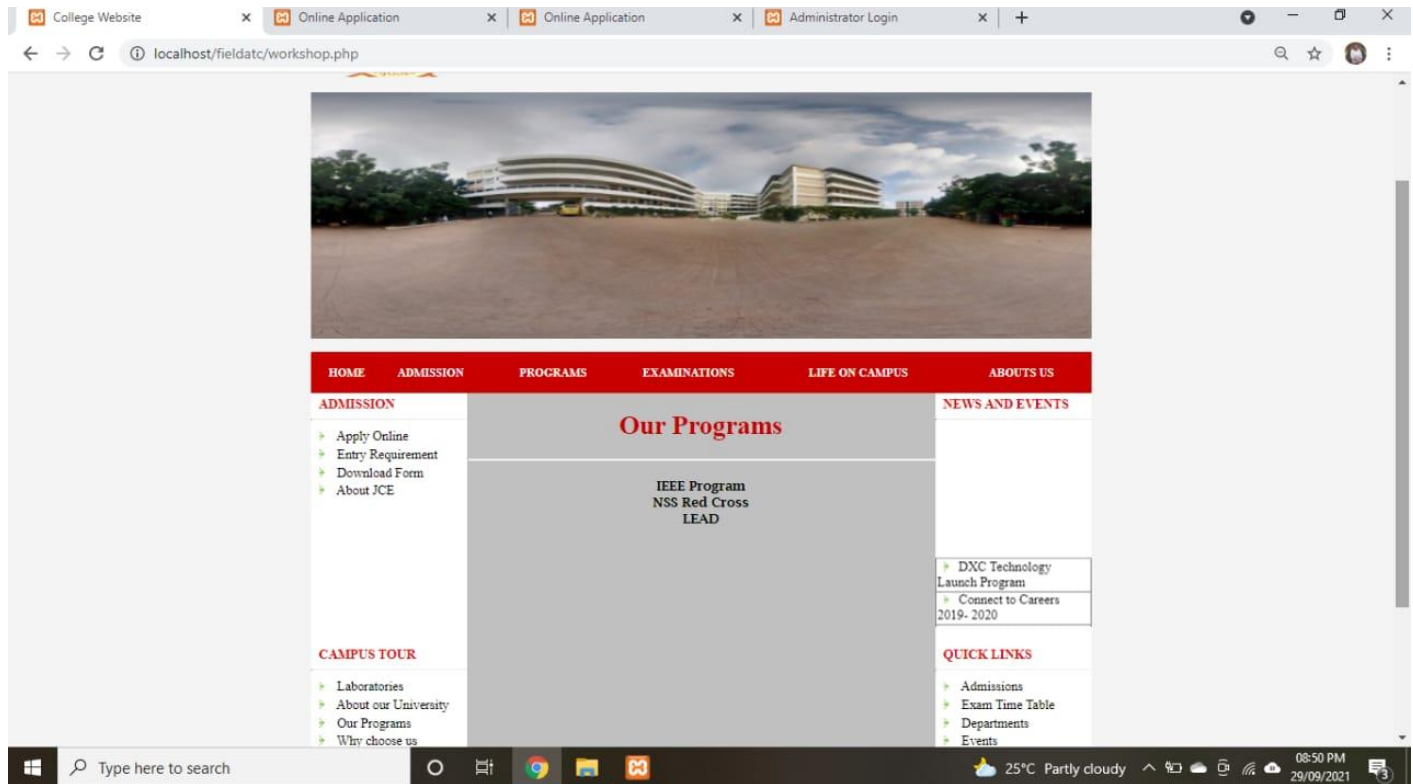 College Website
Online Application
Online Application
Administrator Login
localhost/fieldatc/workshop.php
HOME ADMISSION PROGRAMS EXAMINATIONS LIFE ON CAMPUS ABOUTS US
ADMISSION
Apply Online
Entry Requirement
Download Form
About JCE
CAMPUS TOUR
Laboratories
About our University
Our Programs
Why choose us
Our Programs
IEEE Program
NSS Red Cross
LEAD
NEWS AND EVENTS
DXC Technology
Launch Program
Connect to Careers
2019- 2020
QUICK LINKS
Admissions
Exam Time Table
Departments
Events
Type here to search
25°C Partly cloudy
08:50 PM
29/09/2021
3